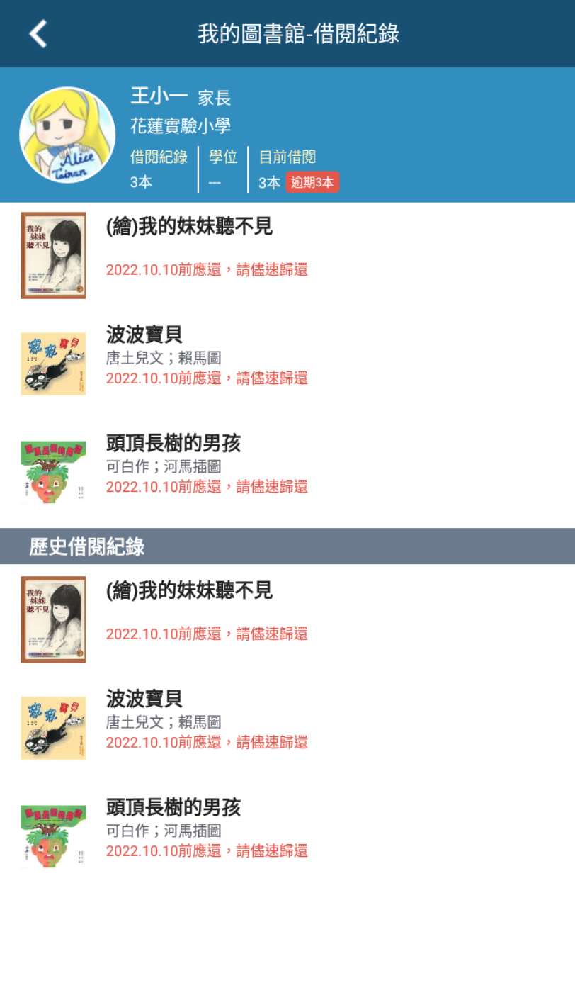 我的圖書館-借閱紀錄
王小一 家長
花蓮實驗小學
借閱紀錄 學位 目前借閱
3本 --- 3本 逾期3本
Alice
Tainan
(繪)我的妹妹聽不見
我的
妹妹
聽不見
2022.10.10前應還，請儘速歸還
波波寶貝
唐土兒文；賴馬圖
2022.10.10前應還，請儘速歸還
頭頂長樹的男孩
可白作；河馬插圖
2022.10.10前應還，請儘速歸還
歷史借閱紀錄
(繪)我的妹妹聽不見
我的
妹妹
聽不見
2022.10.10前應還，請儘速歸還
波波寶貝
唐土兒文；賴馬圖
2022.10.10前應還，請儘速歸還
頭頂長樹的男孩
可白作；河馬插圖
2022.10.10前應還，請儘速歸還